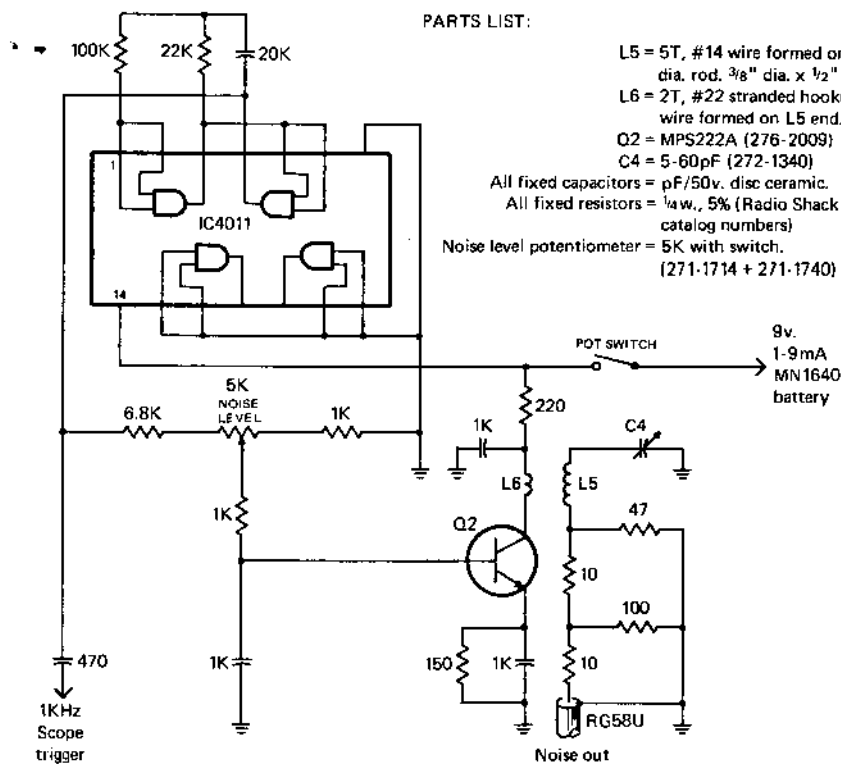 PARTS LIST:
100K
22K
20K
L5 = 5T, #14 wire formed on
dia. rod. 3/8" dia. x 1/2"
L6 = 2T, #22 stranded
wire formed on L5 end.
Q2 = MPS222A (276-2009)
C4 = 5-60pF (272-1340)
All fixed capacitors = pF/50v. disc ceramic.
All fixed resistors = 1/4w., 5% (Radio Shack
catalog numbers)
Noise level potentiometer = 5K with switch.
(271-1714 + 271-1740)
1
IC4011
14
POT SWITCH
9v.
1-9mA
MN1640
battery
5K
NOISE
LEVEL
6.8K
1K
220
1K
C4
L6
L5
1K
Q2
47
10
100
470
1K
150
1K
10
1KHz
Scope
trigger
RG58U
Noise out